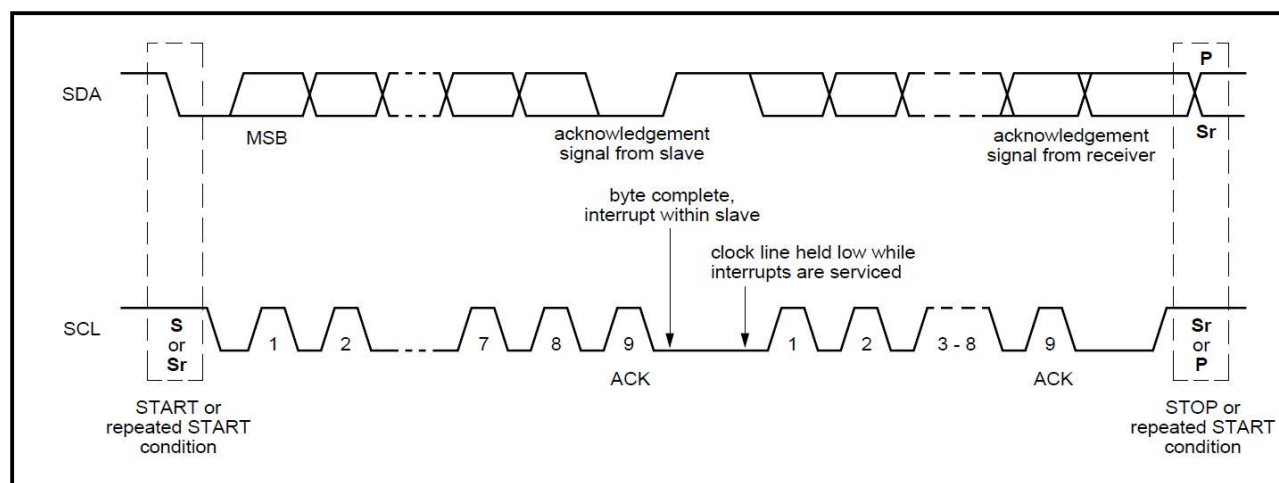 P
SDA
MSB
acknowledgement
signal from slave
acknowledgement
signal from receiver
Sr
byte complete,
interrupt within slave
clock line held low while
interrupts are serviced
SCL
S
or
Sr
1
2
7
8
9
1
2
3 - 8
9
Sr
or
P
ACK
ACK
START or
repeated START
condition
STOP or
repeated START
condition